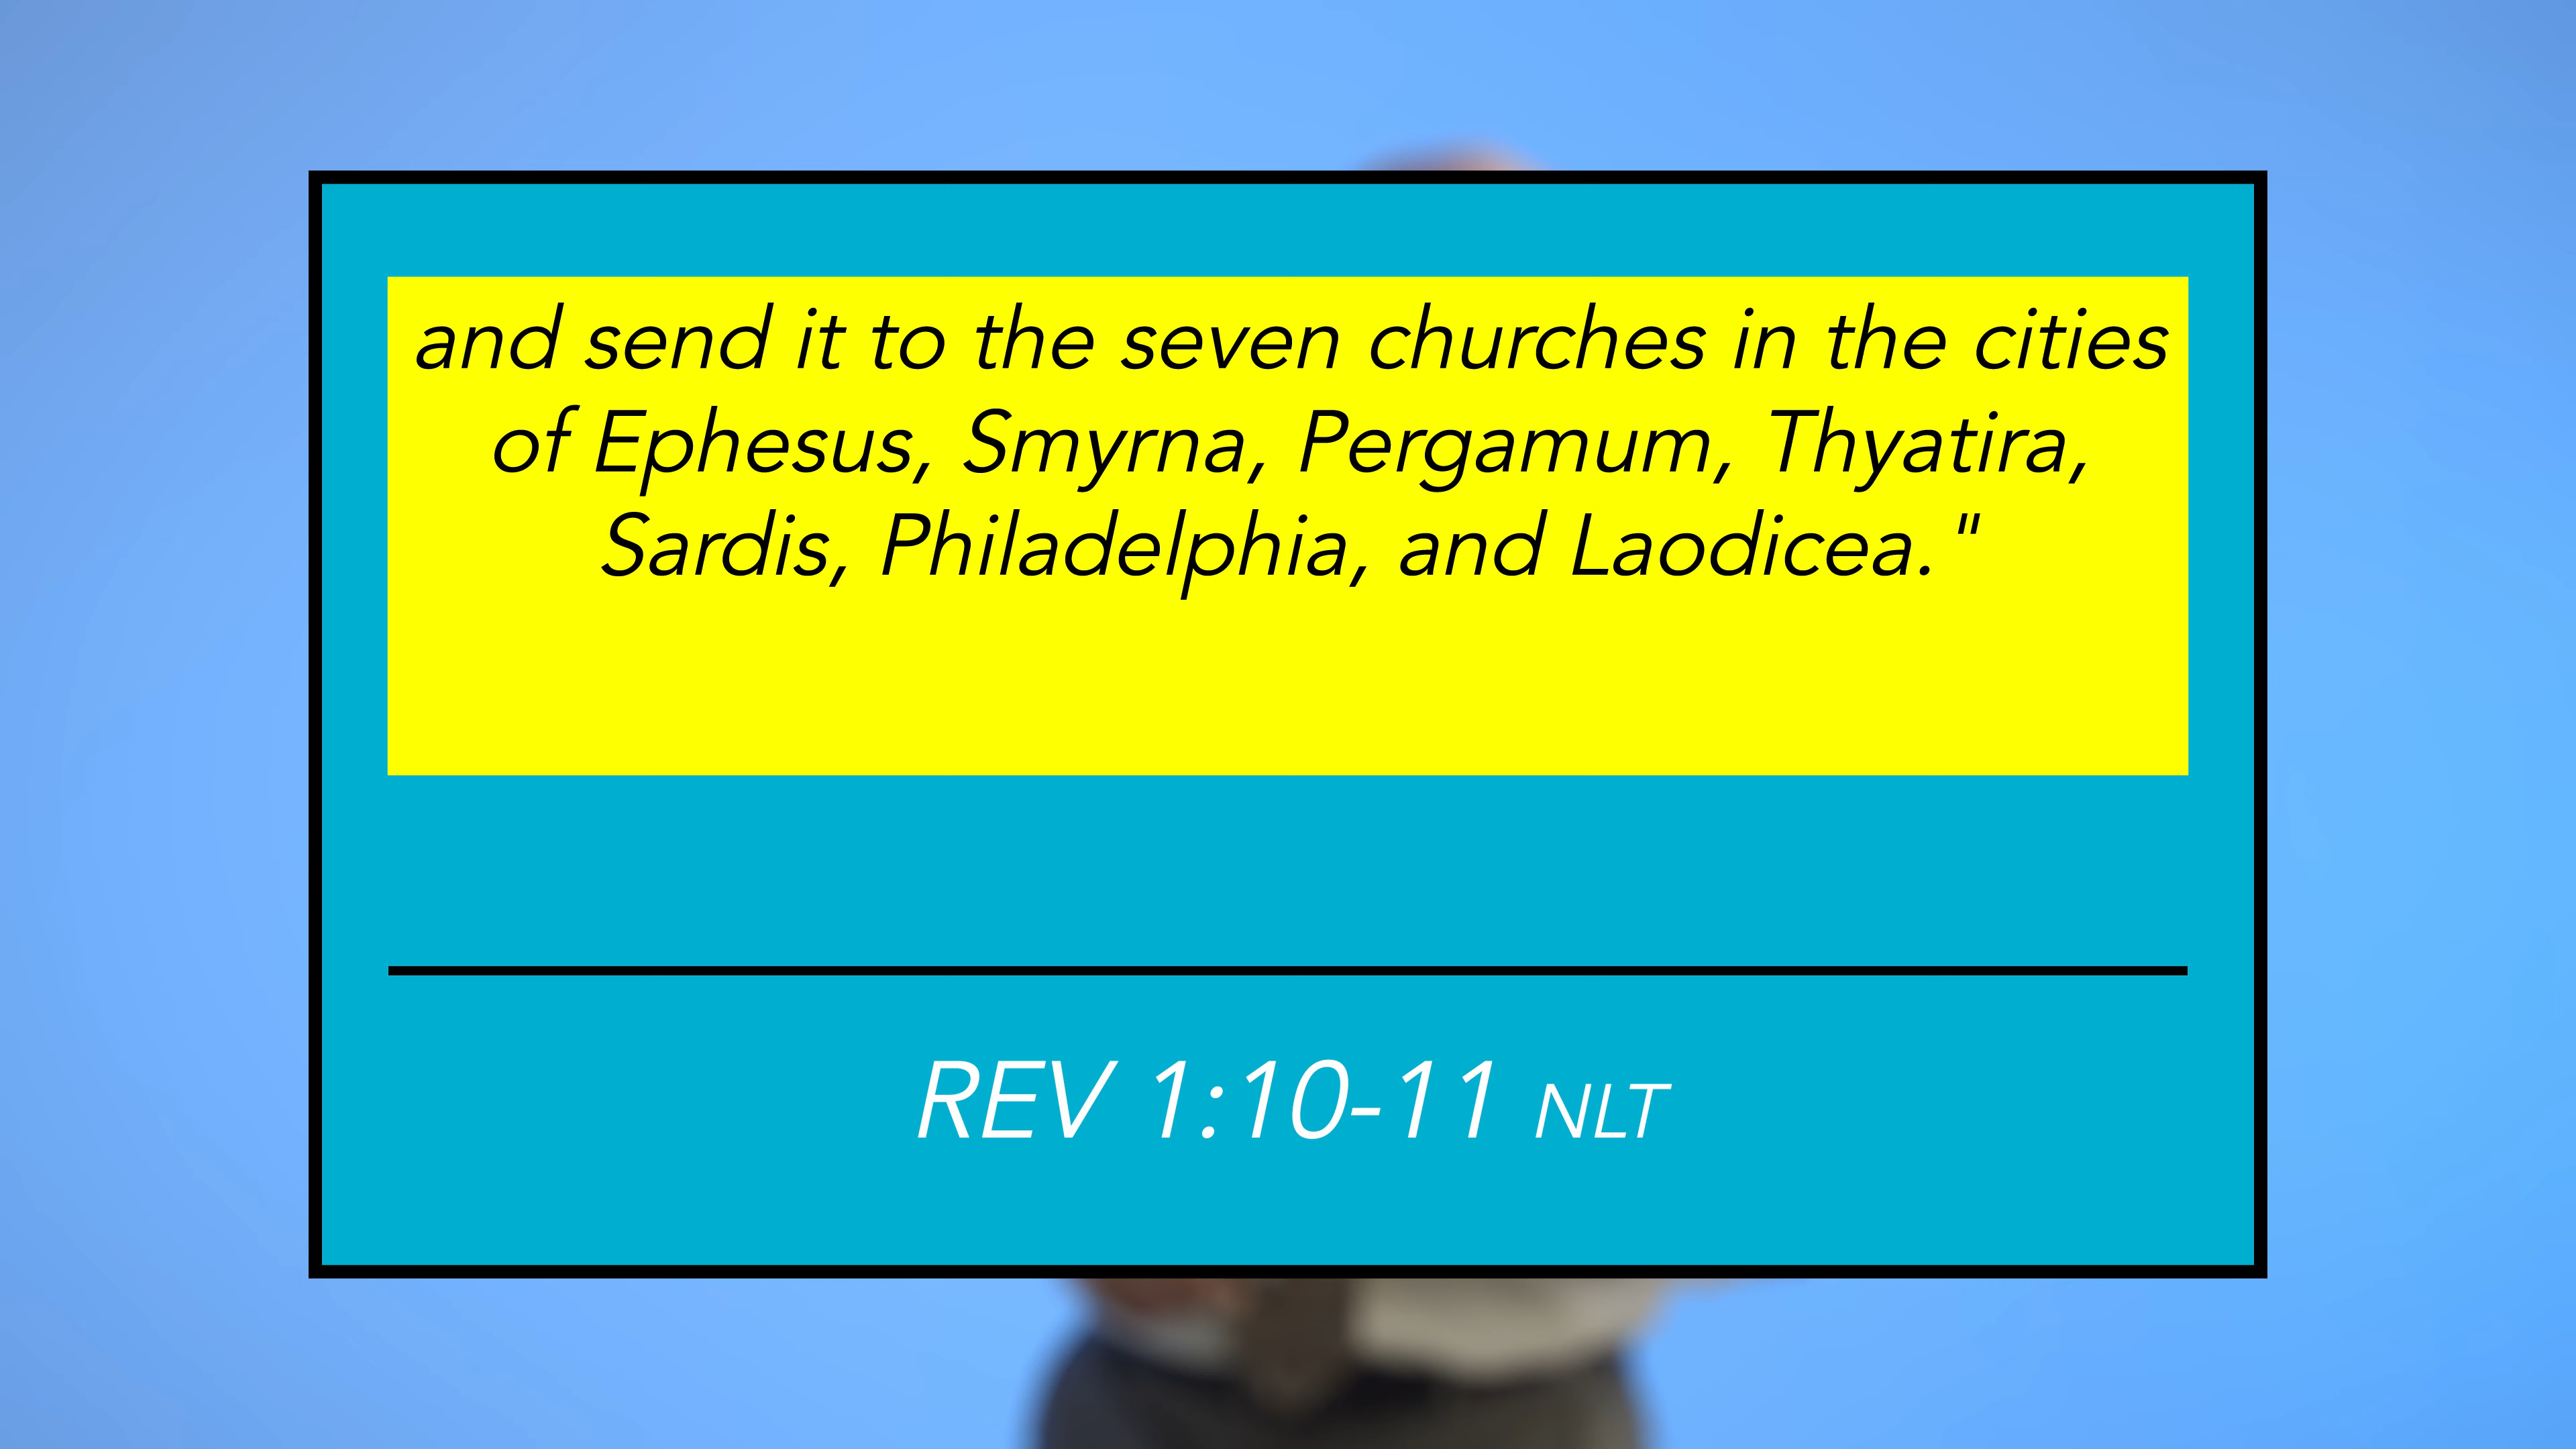 and send it to the seven churches in the cities
of Ephesus, Smyrna, Pergamum, Thyatira,
Sardis, Philadelphia, and Laodicea."
REV 1:10-11 NLT